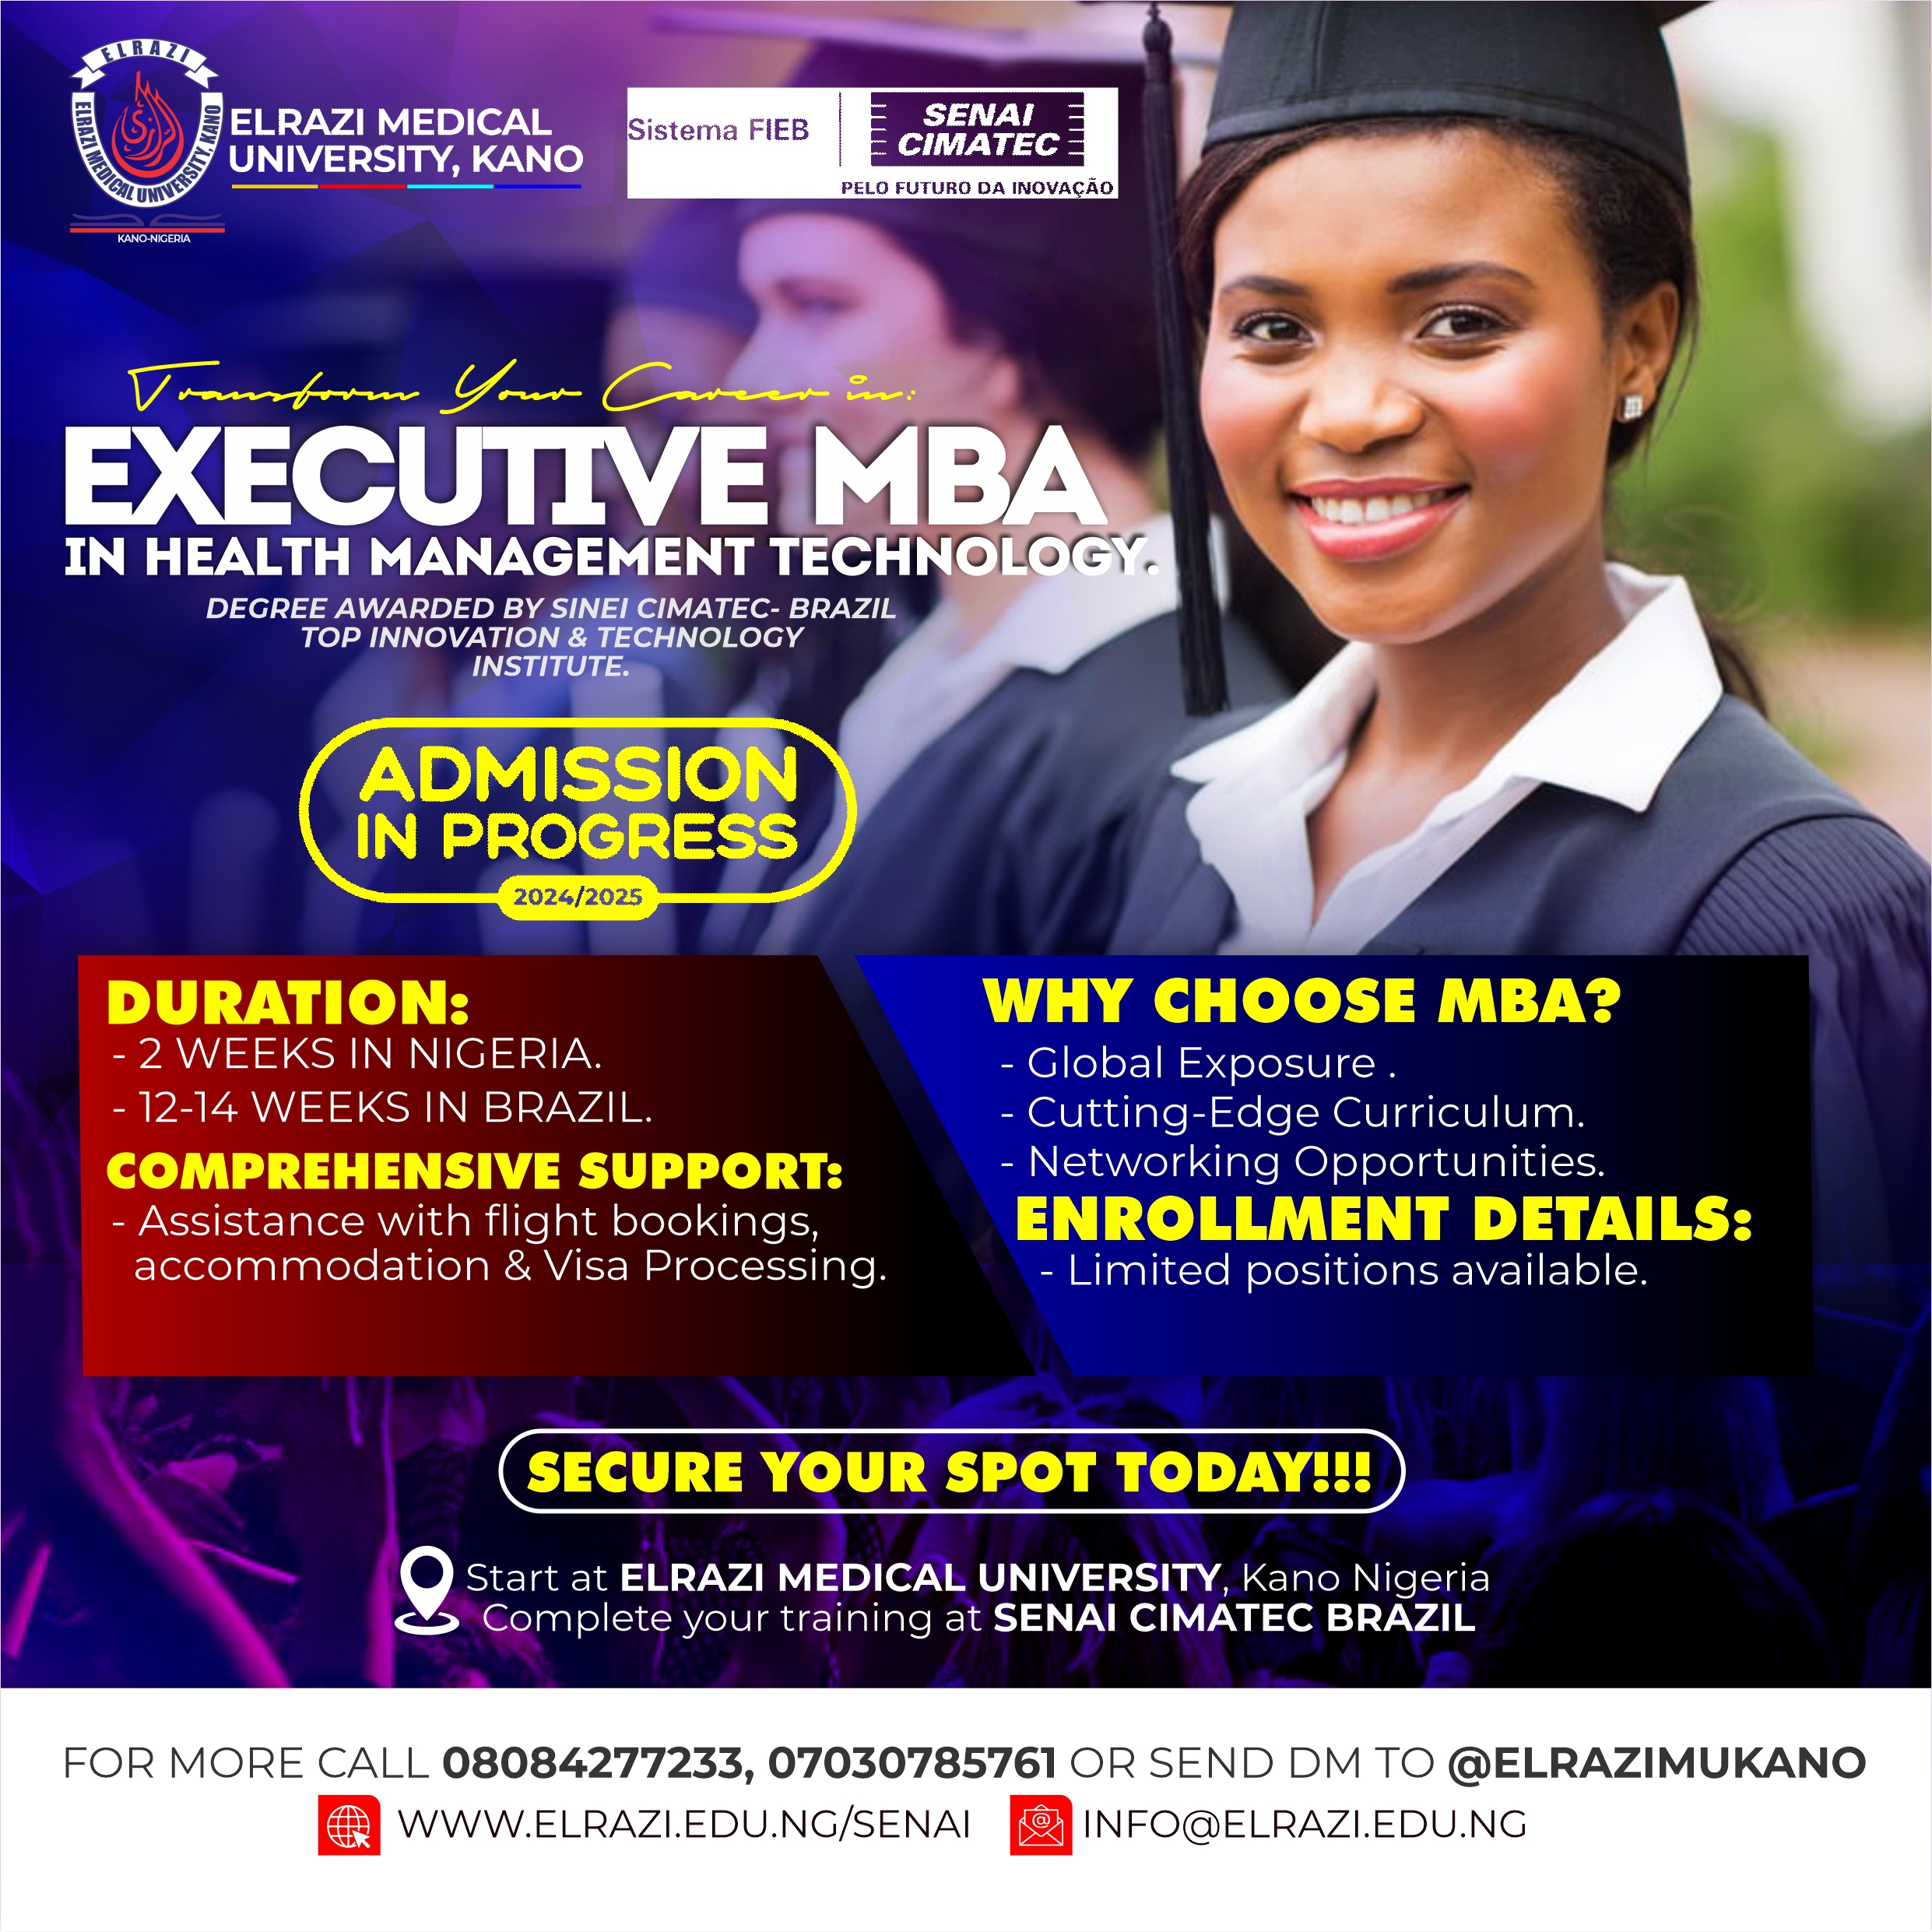 ELRAZI
ELRAZI MEDICAL UNIVERSITY, KANO
KANO-NIGERIA
ELRAZI MEDICAL
UNIVERSITY, KANO
Sistema FIEB
SENAI
CIMATEC
PELO FUTURO DA INOVAÇÃO
Transform Your Career in:
EXECUTIVE MBA
IN HEALTH MANAGEMENT TECHNOLOGY.
DEGREE AWARDED BY SINEI CIMATEC- BRAZIL
TOP INNOVATION & TECHNOLOGY
INSTITUTE.
ADMISSION
IN PROGRESS
2024/2025
DURATION:
- 2 WEEKS IN NIGERIA.
- 12-14 WEEKS IN BRAZIL.
COMPREHENSIVE SUPPORT:
- Assistance with flight bookings,
accommodation & Visa Processing.
WHY CHOOSE MBA?
- Global Exposure .
- Cutting-Edge Curriculum.
- Networking Opportunities.
ENROLLMENT DETAILS:
- Limited positions available.
SECURE YOUR SPOT TODAY!!!
Start at ELRAZI MEDICAL UNIVERSITY, Kano Nigeria
Complete your training at SENAI CIMATEC BRAZIL
FOR MORE CALL 08084277233, 07030785761 OR SEND DM TO @ELRAZIMUKANO
WWW.ELRAZI.EDU.NG/SENAI INFO@ELRAZI.EDU.NG